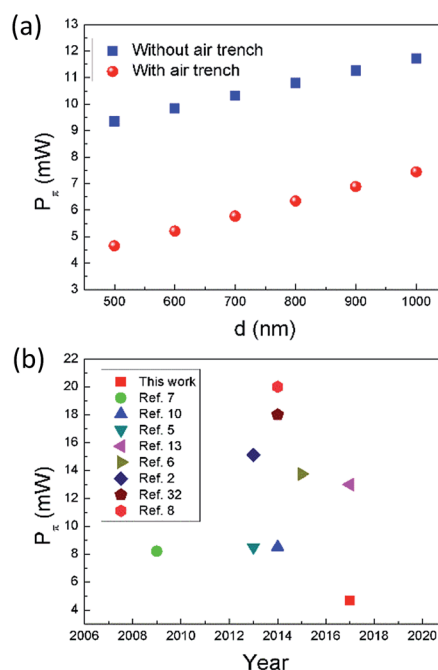 (a)
13
12
11
10
9
8
7
6
5
4
3
Pπ (mW)
Without air trench
With air trench
500 600 700 800 900 1000
d (nm)
(b)
22
20
18
16
14
12
10
8
6
4
Pπ (mW)
This work
Ref. 7
Ref. 10
Ref. 5
Ref. 13
Ref. 6
Ref. 2
Ref. 32
Ref. 8
2006 2008 2010 2012 2014 2016 2018 2020
Year